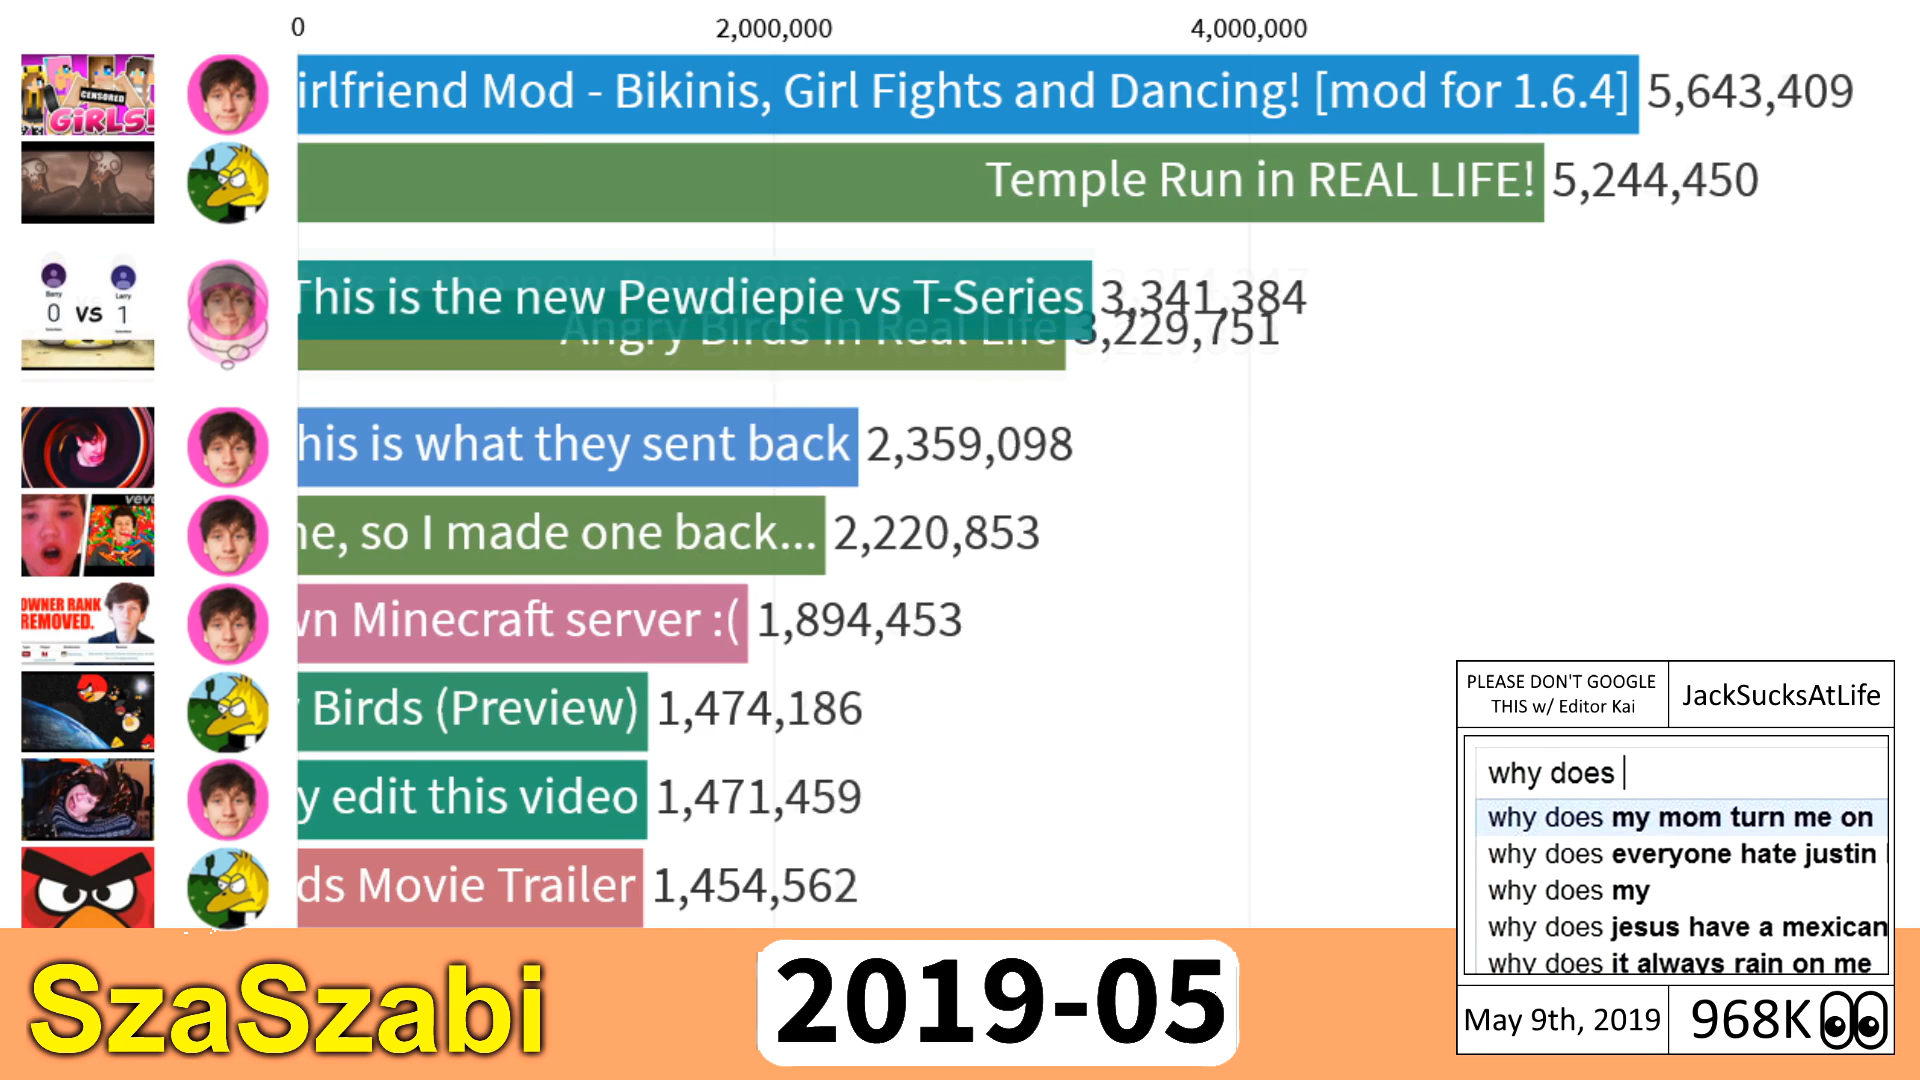 0 2,000,000 4,000,000
CENSORED
GiRLS!
irlfriend Mod - Bikinis, Girl Fights and Dancing! [mod for 1.6.4] 5,643,409
Temple Run in REAL LIFE! 5,244,450
Barry Larry
0 VS 1
This is the new Pewdiepie vs T-Series 3,341,384
Angry Birds in Real Life 3,229,751
his is what they sent back 2,359,098
vevo
ne, so I made one back... 2,220,853
OWNER RANK
REMOVED.
wn Minecraft server :( 1,894,453
y Birds (Preview) 1,474,186
y edit this video 1,471,459
ds Movie Trailer 1,454,562
PLEASE DON'T GOOGLE
THIS w/ Editor Kai
JackSucksAtLife
why does
why does my mom turn me on
why does everyone hate justin
why does my
why does jesus have a mexican
why does it always rain on me
May 9th, 2019 968K
SzaSzabi
2019-05